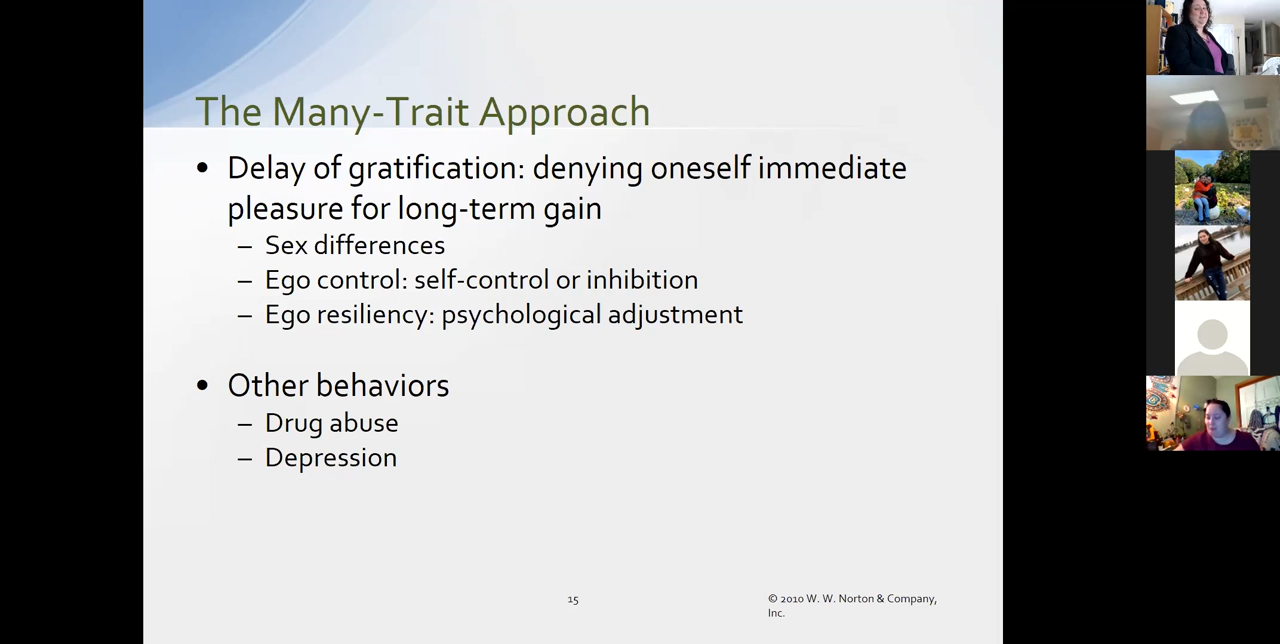 The Many-Trait Approach
• Delay of gratification: denying oneself immediate
pleasure for long-term gain
– Sex differences
– Ego control: self-control or inhibition
– Ego resiliency: psychological adjustment
• Other behaviors
– Drug abuse
– Depression
15
© 2010 W. W. Norton & Company,
Inc.